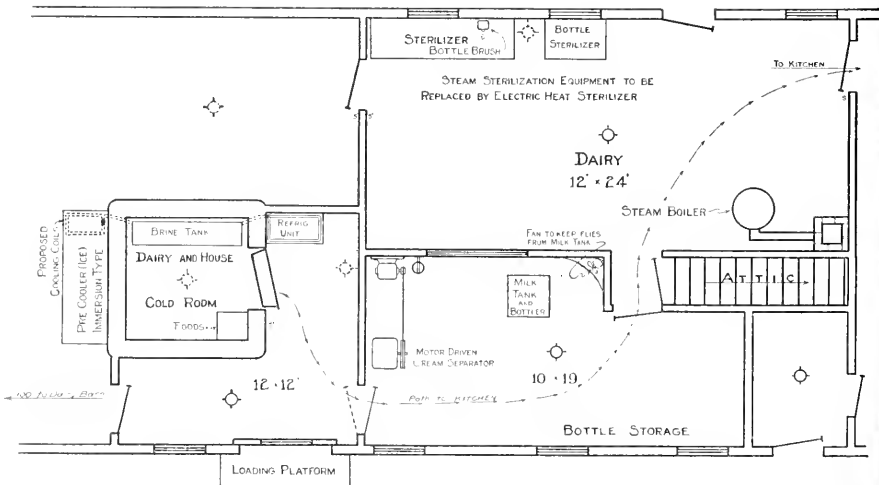 STERILIZER
BOTTLE BRUSH
BOTTLE
STERILIZER
TO KITCHEN
STEAM STERILIZATION EQUIPMENT TO BE
REPLACED BY ELECTRIC HEAT STERILIZER
DAIRY
12' × 24'
STEAM BOILER
PROPOSED
COOLING COILS
PRE COOLER (ICE)
IMMERSION TYPE
BRINE TANK
REFRIG
UNIT
DAIRY AND HOUSE
COLD ROOM
FOODS
FAN TO KEEP FLIES
FROM MILK TANK
MILK
TANK
AND
BOTTLER
ATTIC
MOTOR DRIVEN
CREAM SEPARATOR
12 × 12'
10 × 19
100
PATH TO KITCHEN
BOTTLE STORAGE
LOADING PLATFORM